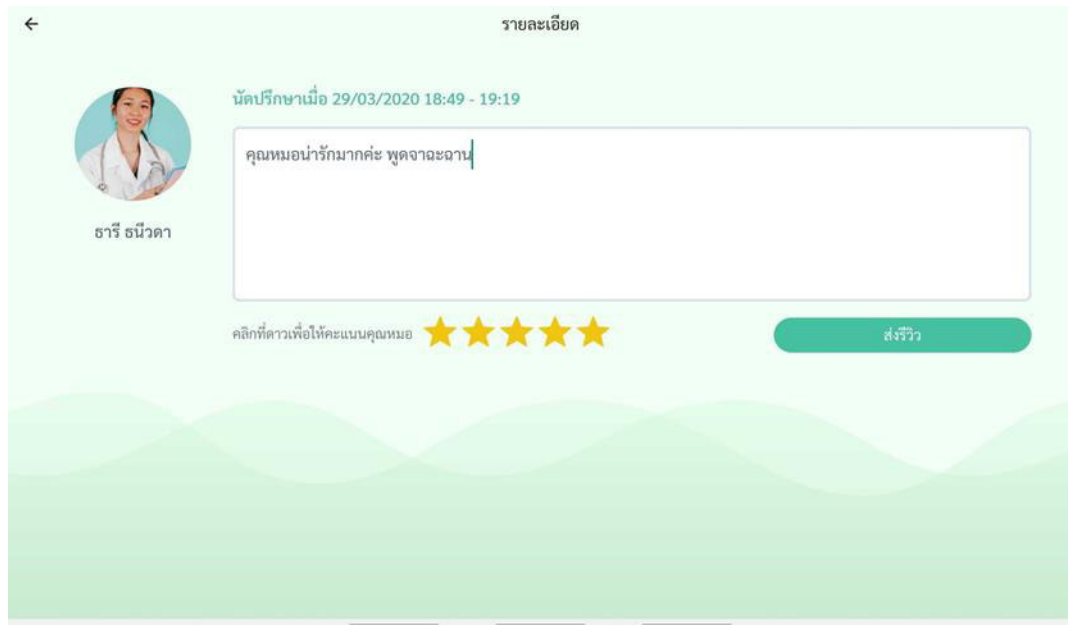 รายละเอียด
นัดปรึกษาเมื่อ 29/03/2020 18:49 - 19:19
คุณหมอน่ารักมากค่ะ พูดจาฉะฉาน
ธารี ธนีวดา
คลิกที่ดาวเพื่อให้คะแนนคุณหมอ
ส่งรีวิว